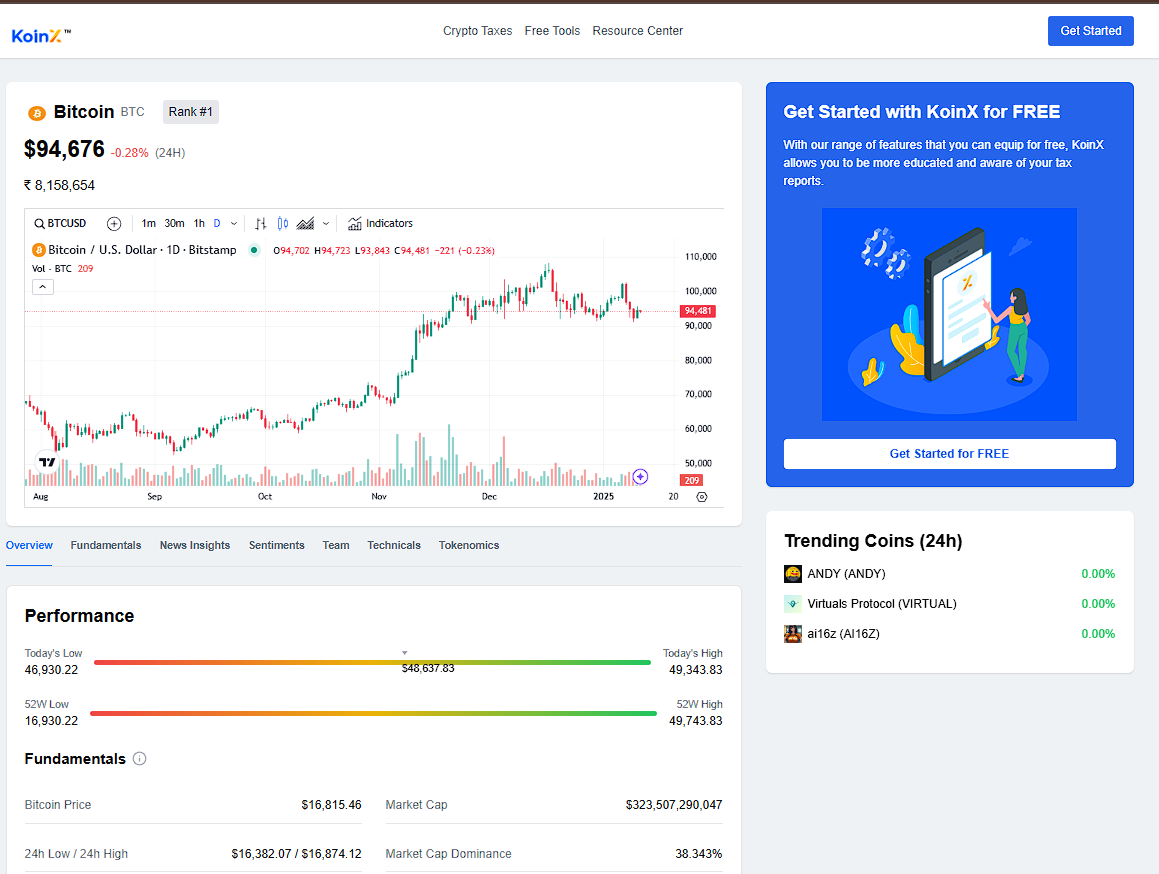 KoinX™
Crypto Taxes Free Tools Resource Center
Get Started
Bitcoin BTC Rank #1
$94,676 -0.28% (24H)
₹ 8,158,654
BTCUSD 1m 30m 1h D Indicators
Bitcoin / U.S. Dollar · 1D · Bitstamp O94,702 H94,723 L93,843 C94,481 −221 (−0.23%)
Vol · BTC 209
110,000
100,000
94,481
90,000
80,000
70,000
60,000
50,000
209
Aug Sep Oct Nov Dec 2025 20
Get Started with KoinX for FREE
With our range of features that you can equip for free, KoinX
allows you to be more educated and aware of your tax
reports.
Get Started for FREE
Overview Fundamentals News Insights Sentiments Team Technicals Tokenomics
Trending Coins (24h)
ANDY (ANDY) 0.00%
Virtuals Protocol (VIRTUAL) 0.00%
ai16z (AI16Z) 0.00%
Performance
Today's Low Today's High
46,930.22 $48,637.83 49,343.83
52W Low 52W High
16,930.22 49,743.83
Fundamentals
Bitcoin Price $16,815.46 Market Cap $323,507,290,047
24h Low / 24h High $16,382.07 / $16,874.12 Market Cap Dominance 38.343%